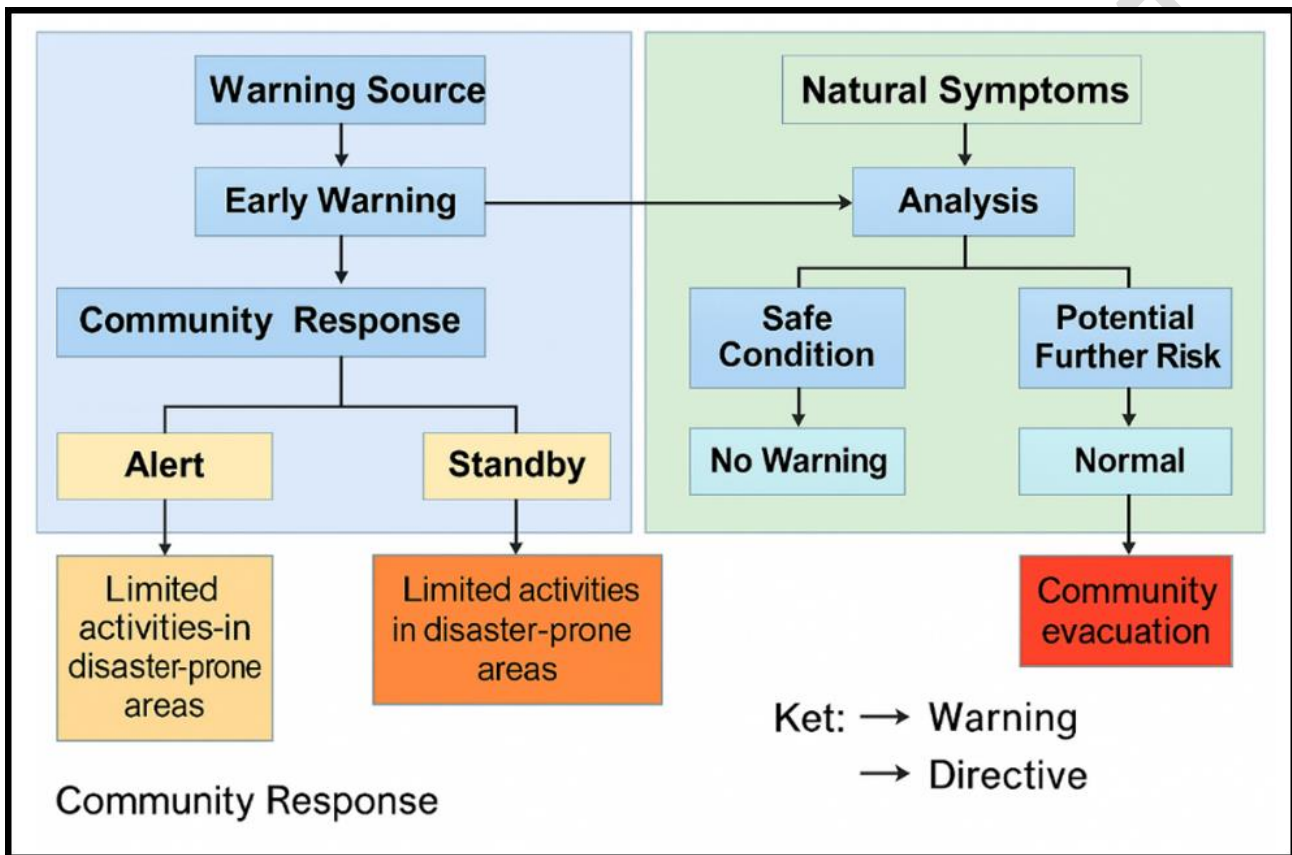 Warning Source
Early Warning
Community Response
Alert
Standby
Limited
activities-in
disaster-prone
areas
Limited activities
in disaster-prone
areas
Community Response
Natural Symptoms
Analysis
Safe
Condition
Potential
Further Risk
No Warning
Normal
Community
evacuation
Ket: → Warning
→ Directive